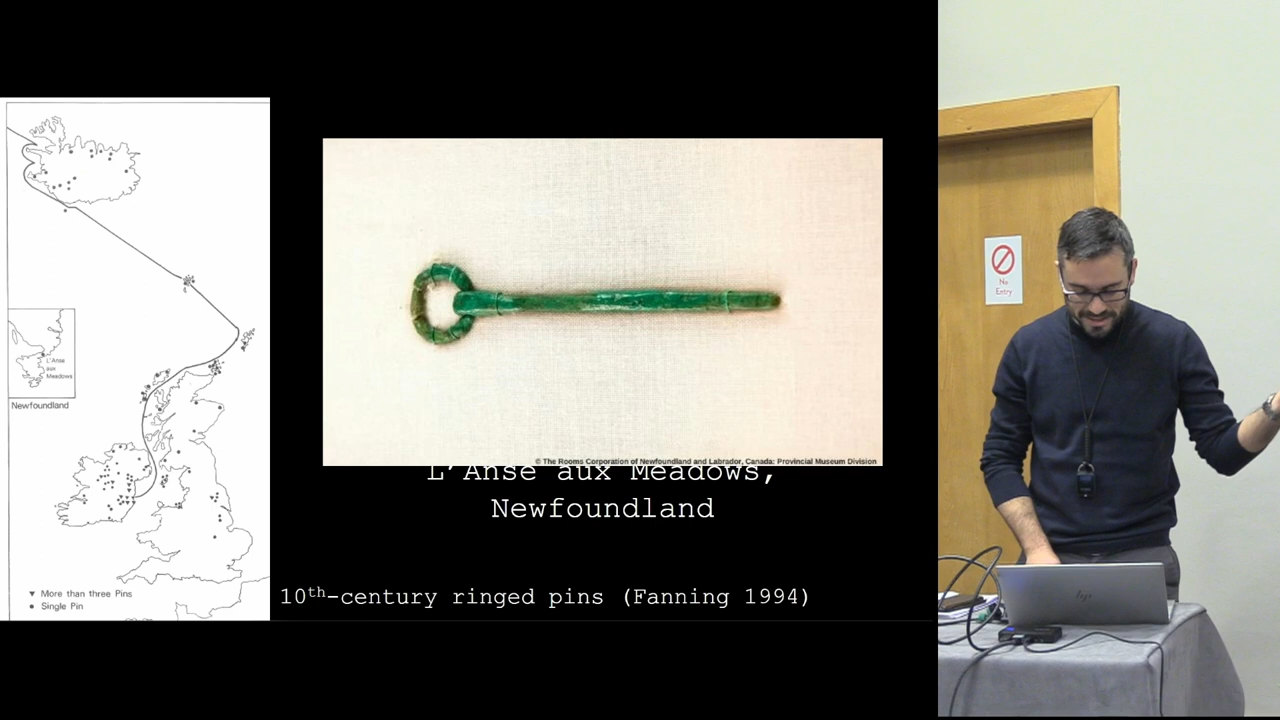 L'Anse
aux
Meadows
Newfoundland
▼ More than three Pins
■ Single Pin
© The Rooms Corporation of Newfoundland and Labrador, Canada: Provincial Museum Division
L'Anse aux Meadows,
Newfoundland
10th-century ringed pins (Fanning 1994)
No
Entry
hp